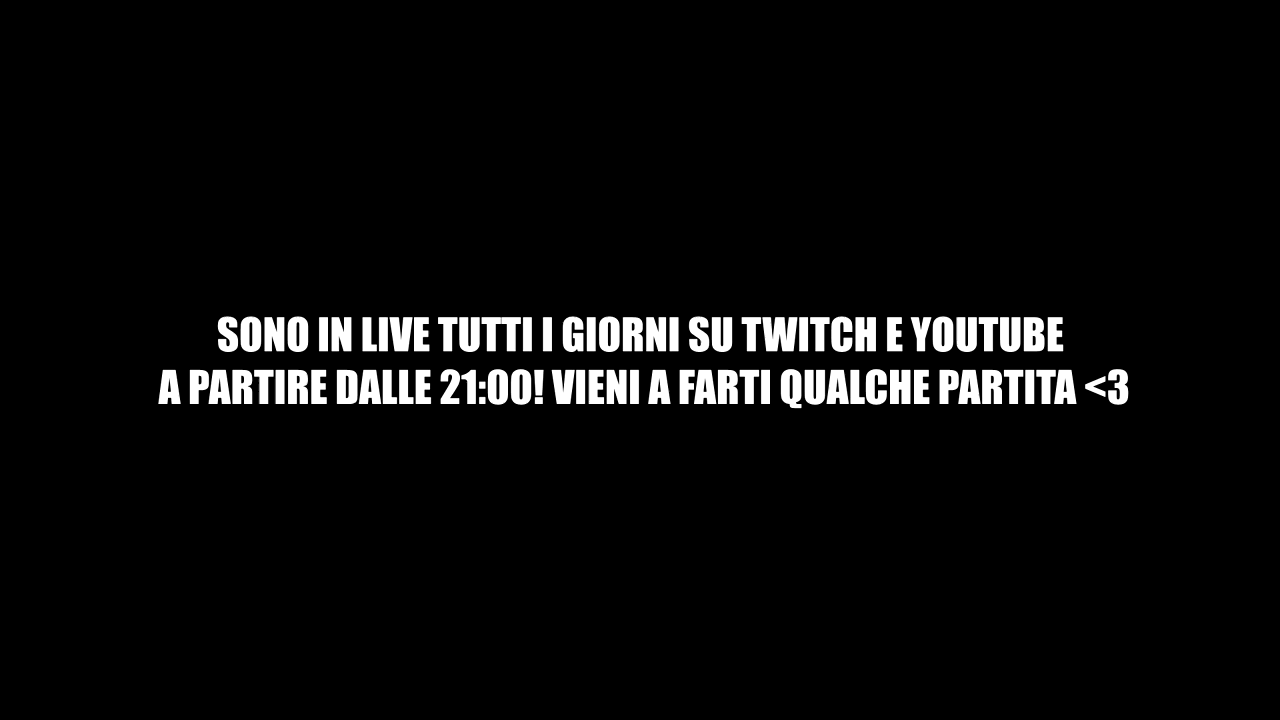 SONO IN LIVE TUTTI I GIORNI SU TWITCH E YOUTUBE
A PARTIRE DALLE 21:00! VIENI A FARTI QUALCHE PARTITA <3